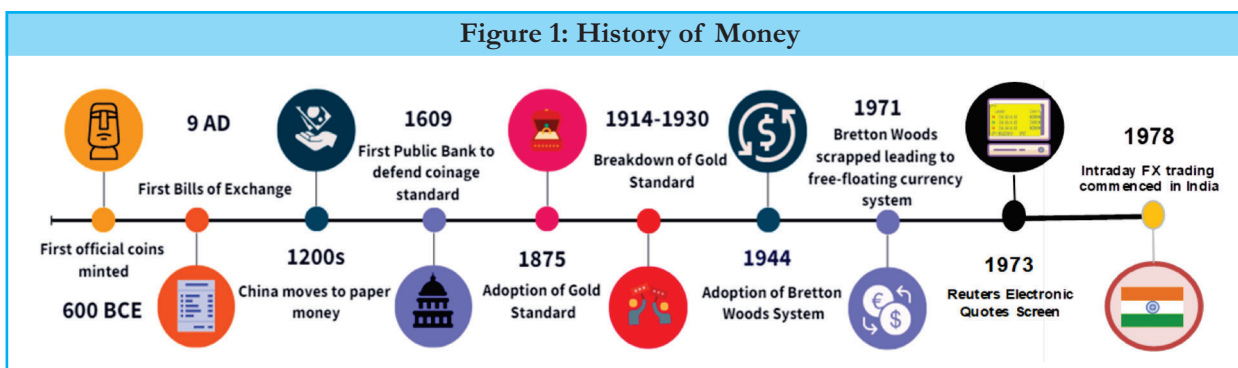 Figure 1: History of Money
First official coins
minted
600 BCE
9 AD
First Bills of Exchange
1200s
China moves to paper
money
1609
First Public Bank to
defend coinage
standard
1875
Adoption of Gold
Standard
1914-1930
Breakdown of Gold
Standard
1944
Adoption of Bretton
Woods System
1971
Bretton Woods
scrapped leading to
free-floating currency
system
1973
Reuters Electronic
Quotes Screen
1978
Intraday FX trading
commenced in India